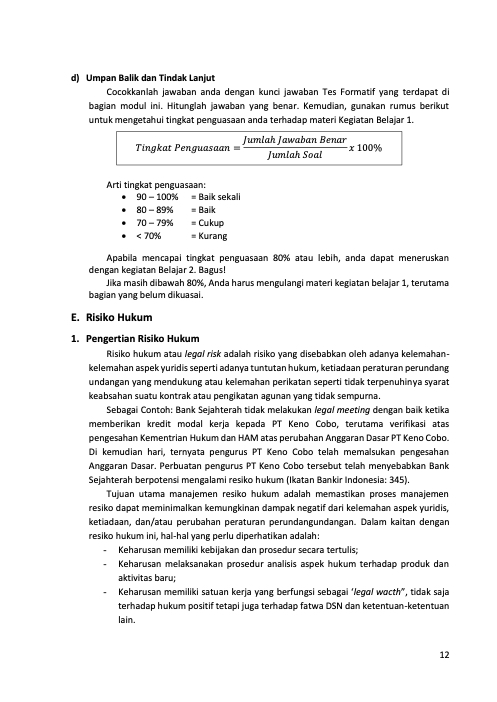 d) Umpan Balik dan Tindak Lanjut
Cocokkanlah jawaban anda dengan kunci jawaban Tes Formatif yang terdapat di
bagian modul ini. Hitunglah jawaban yang benar. Kemudian, gunakan rumus berikut
untuk mengetahui tingkat penguasaan anda terhadap materi Kegiatan Belajar 1.
Tingkat Penguasaan = Jumlah Jawaban Benar / Jumlah Soal x 100%
Arti tingkat penguasaan:
• 90 – 100% = Baik sekali
• 80 – 89% = Baik
• 70 – 79% = Cukup
• < 70% = Kurang
Apabila mencapai tingkat penguasaan 80% atau lebih, anda dapat meneruskan
dengan kegiatan Belajar 2. Bagus!
Jika masih dibawah 80%, Anda harus mengulangi materi kegiatan belajar 1, terutama
bagian yang belum dikuasai.
E. Risiko Hukum
1. Pengertian Risiko Hukum
Risiko hukum atau legal risk adalah risiko yang disebabkan oleh adanya kelemahan-
kelemahan aspek yuridis seperti adanya tuntutan hukum, ketiadaan peraturan perundang
undangan yang mendukung atau kelemahan perikatan seperti tidak terpenuhinya syarat
keabsahan suatu kontrak atau pengikatan agunan yang tidak sempurna.
Sebagai Contoh: Bank Sejahterah tidak melakukan legal meeting dengan baik ketika
memberikan kredit modal kerja kepada PT Keno Cobo, terutama verifikasi atas
pengesahan Kementrian Hukum dan HAM atas perubahan Anggaran Dasar PT Keno Cobo.
Di kemudian hari, ternyata pengurus PT Keno Cobo telah memalsukan pengesahan
Anggaran Dasar. Perbuatan pengurus PT Keno Cobo tersebut telah menyebabkan Bank
Sejahterah berpotensi mengalami resiko hukum (Ikatan Bankir Indonesia: 345).
Tujuan utama manajemen resiko hukum adalah memastikan proses manajemen
resiko dapat meminimalkan kemungkinan dampak negatif dari kelemahan aspek yuridis,
ketiadaan, dan/atau perubahan peraturan perundangundangan. Dalam kaitan dengan
resiko hukum ini, hal-hal yang perlu diperhatikan adalah:
- Keharusan memiliki kebijakan dan prosedur secara tertulis;
- Keharusan melaksanakan prosedur analisis aspek hukum terhadap produk dan
aktivitas baru;
- Keharusan memiliki satuan kerja yang berfungsi sebagai ‘legal wacth”, tidak saja
terhadap hukum positif tetapi juga terhadap fatwa DSN dan ketentuan-ketentuan
lain.
12